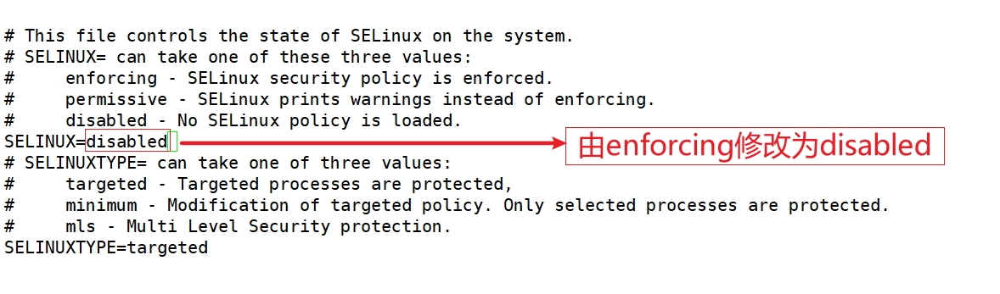 # This file controls the state of SELinux on the system.
# SELINUX= can take one of these three values:
#     enforcing - SELinux security policy is enforced.
#     permissive - SELinux prints warnings instead of enforcing.
#     disabled - No SELinux policy is loaded.
SELINUX=disabled
由enforcing修改为disabled
# SELINUXTYPE= can take one of three values:
#     targeted - Targeted processes are protected,
#     minimum - Modification of targeted policy. Only selected processes are protected.
#     mls - Multi Level Security protection.
SELINUXTYPE=targeted